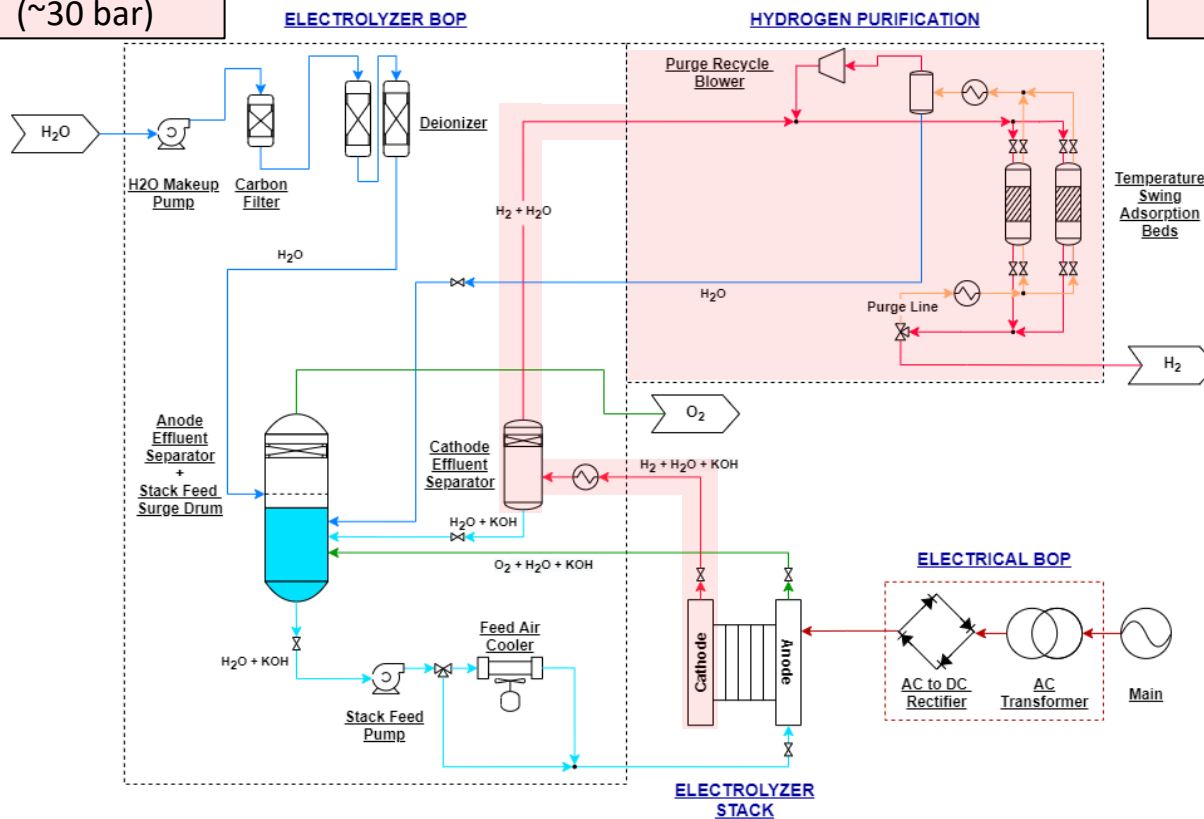 (~30 bar)
ELECTROLYZER BOP
HYDROGEN PURIFICATION
Purge Recycle
Blower
H₂O
Deionizer
H2O Makeup
Pump
Carbon
Filter
Temperature
Swing
Adsorption
Beds
H₂ + H₂O
H₂O
H₂O
Purge Line
H₂
O₂
Anode
Effluent
Separator
+
Stack Feed
Surge Drum
Cathode
Effluent
Separator
H₂ + H₂O + KOH
H₂O + KOH
O₂ + H₂O + KOH
ELECTRICAL BOP
H₂O + KOH
Feed Air
Cooler
Stack Feed
Pump
Cathode
Anode
AC to DC
Rectifier
AC
Transformer
Main
ELECTROLYZER
STACK